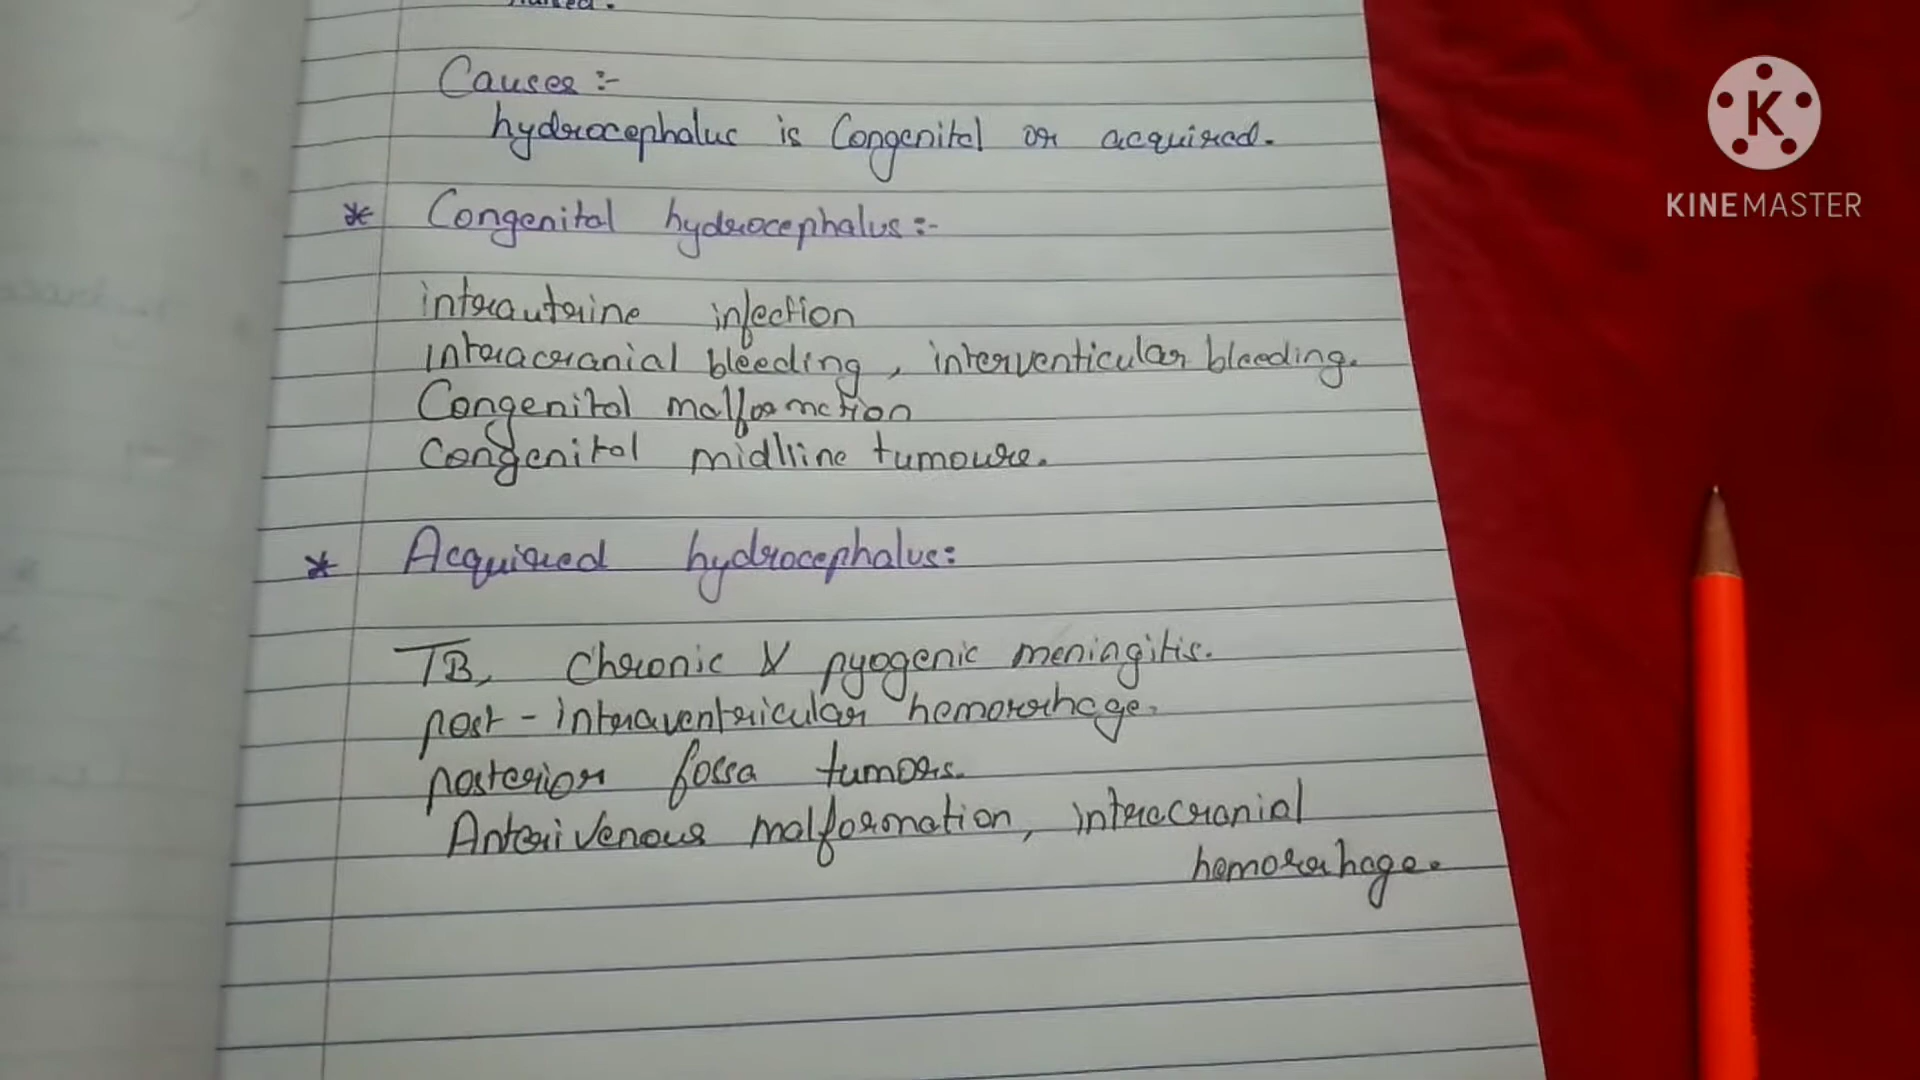 Causes :-
hydrocephalus is Congenital or acquired.
* Congenital hydrocephalus :-
intrauterine infection
intracranial bleeding, interventicular bleeding.
Congenital malformation
Congenital midline tumoure.
* Acquired hydrocephalus:
TB, Chronic & pyogenic meningitis.
post - intraventricular hemorrhage.
posterior fossa tumors.
Arterivenous malformation, intracranial
hemorrhage.
K
KINEMASTER